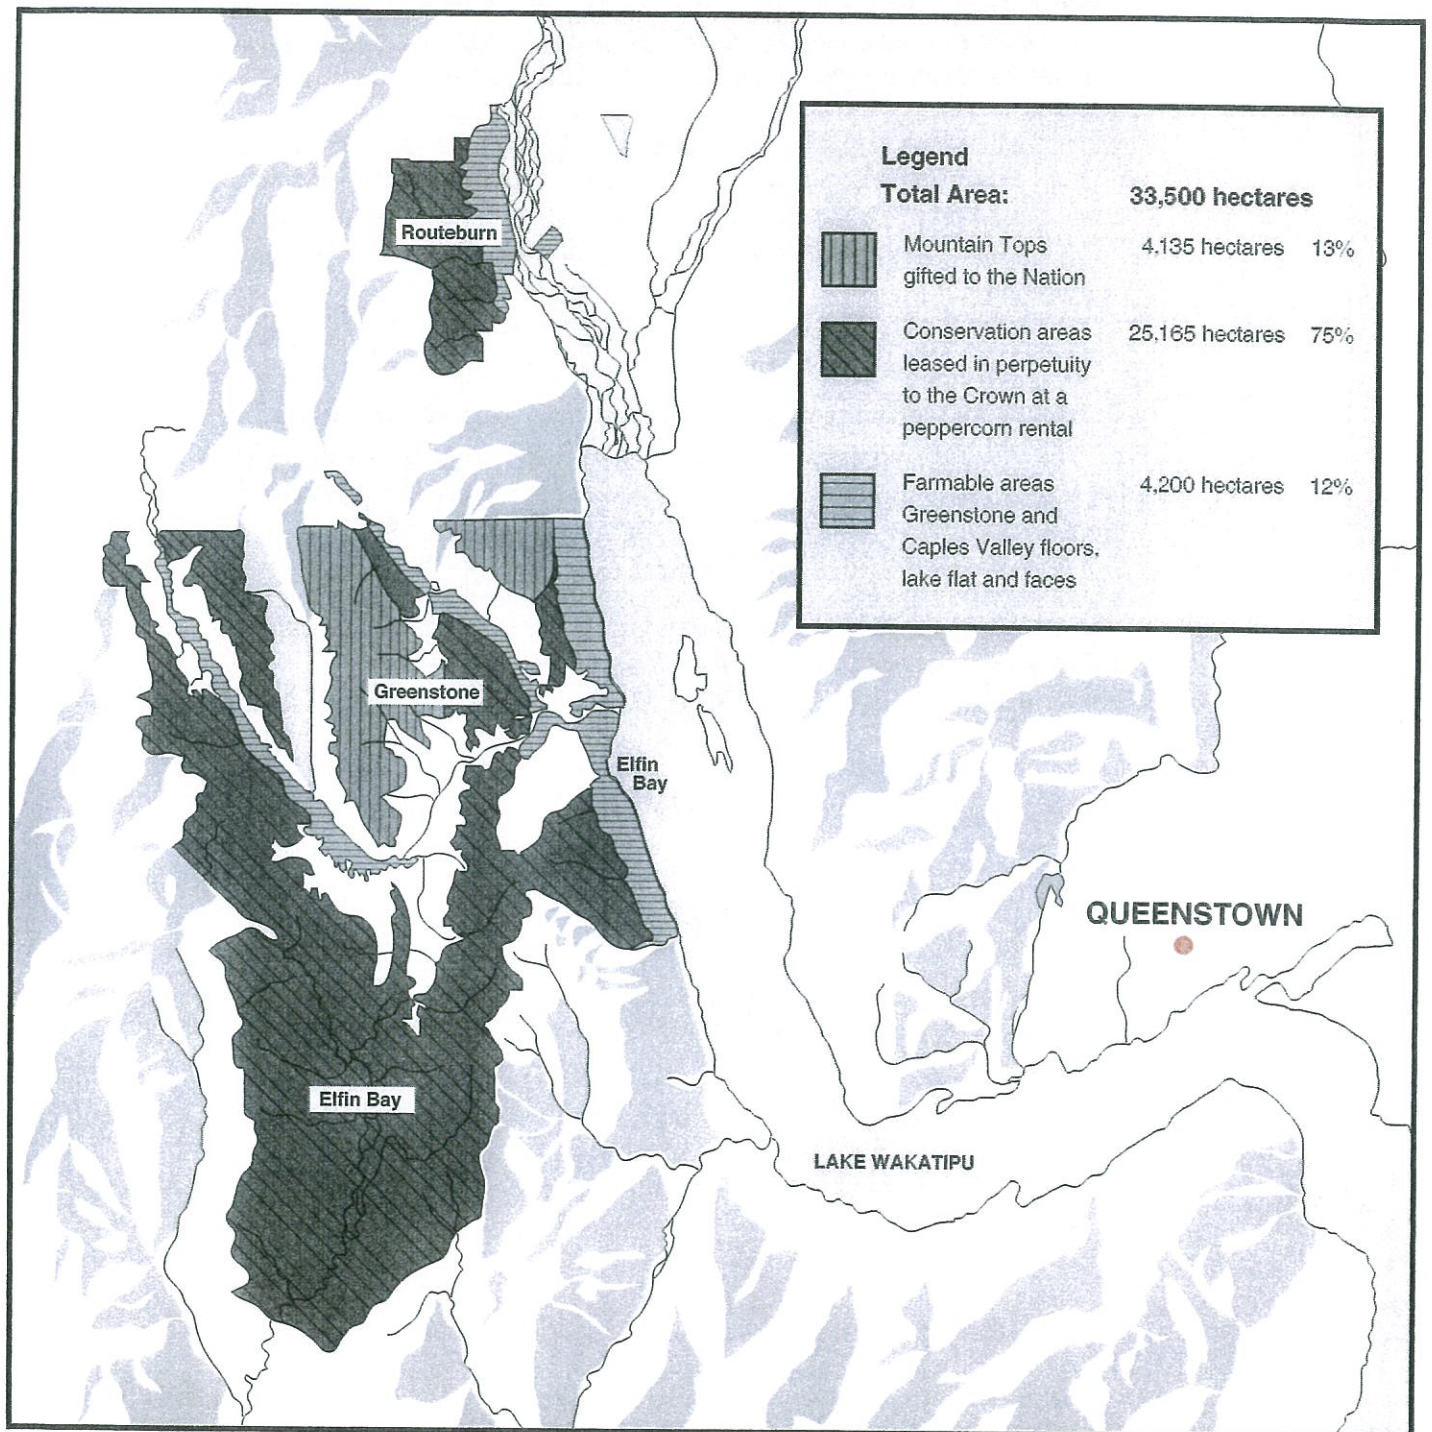 Legend
Total Area: 33,500 hectares
Mountain Tops 4,135 hectares 13%
gifted to the Nation
Conservation areas 25,165 hectares 75%
leased in perpetuity
to the Crown at a
peppercorn rental
Farmable areas 4,200 hectares 12%
Greenstone and
Caples Valley floors,
lake flat and faces
Routeburn
Greenstone
Elfin
Bay
QUEENSTOWN
Elfin Bay
LAKE WAKATIPU